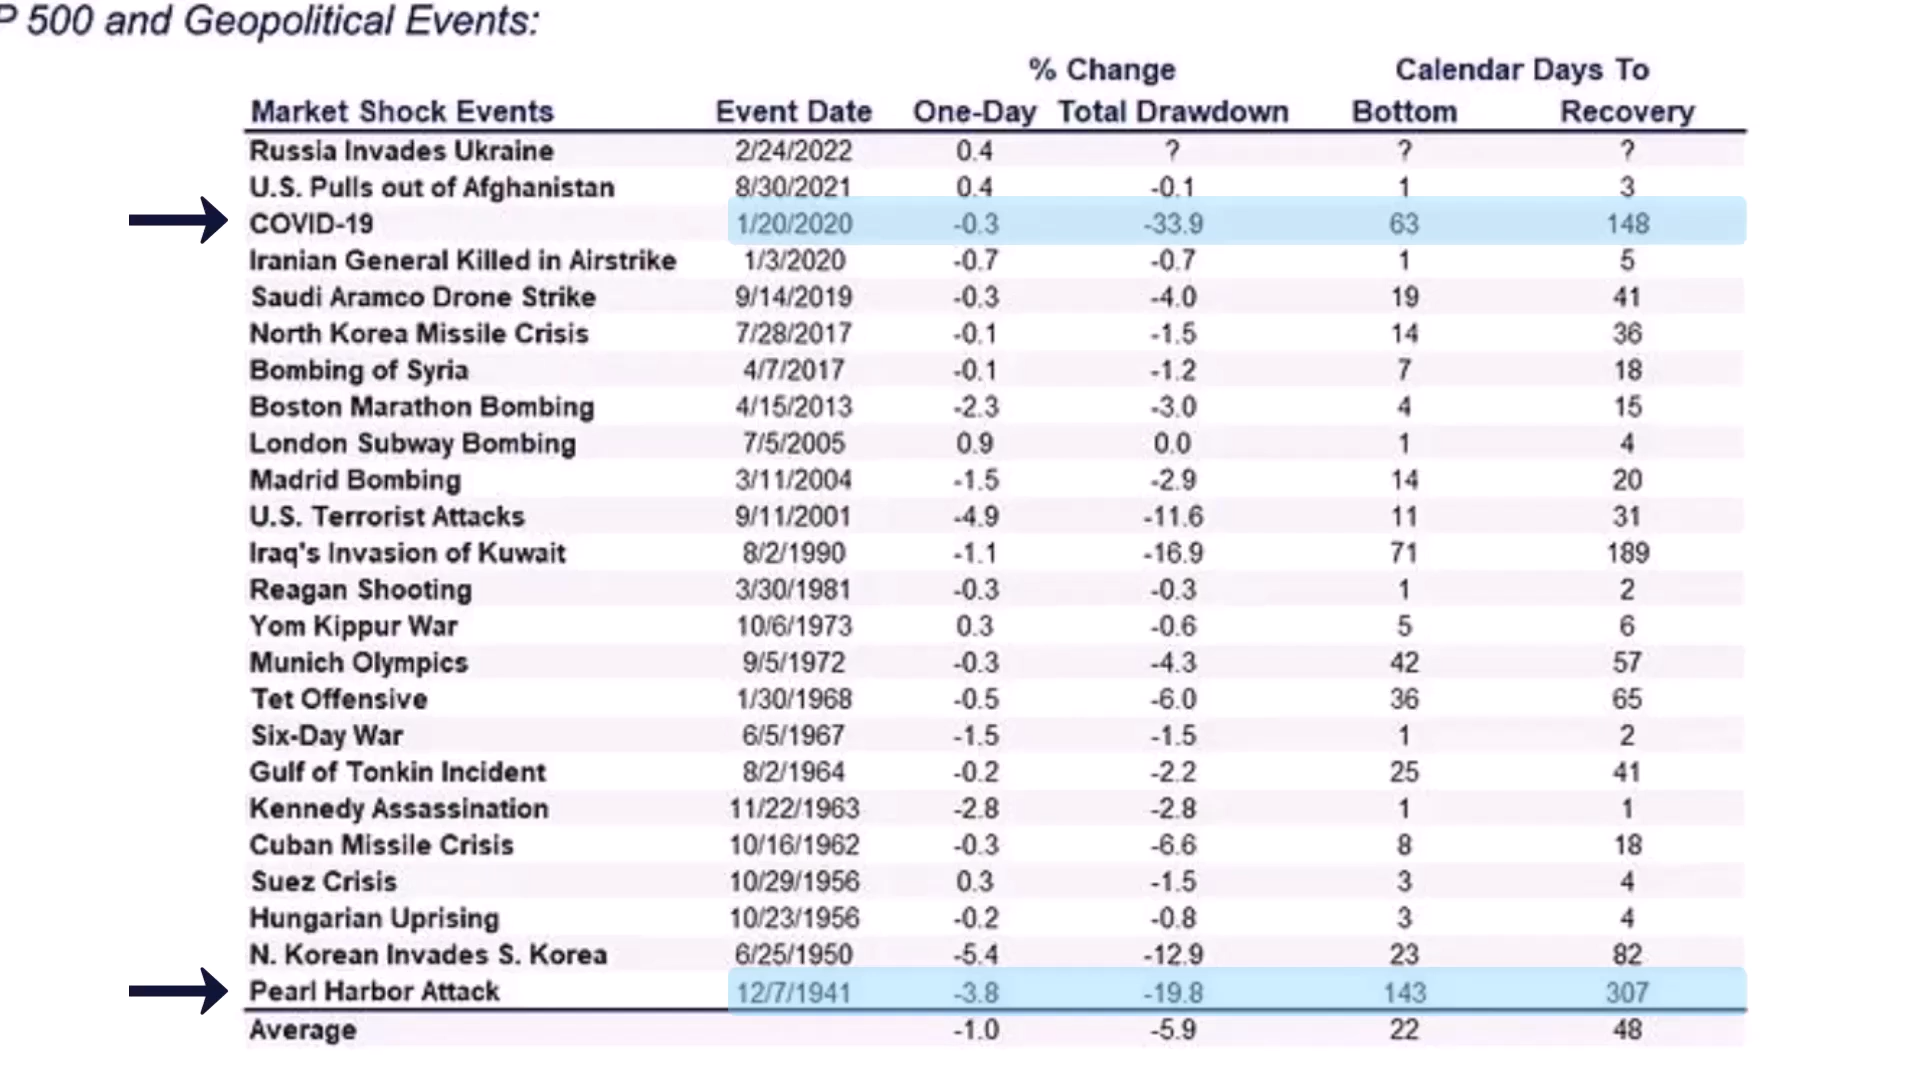 P 500 and Geopolitical Events:
% Change Calendar Days To
Market Shock Events Event Date One-Day Total Drawdown Bottom Recovery
Russia Invades Ukraine 2/24/2022 0.4 ? ? ?
U.S. Pulls out of Afghanistan 8/30/2021 0.4 -0.1 1 3
COVID-19 1/20/2020 -0.3 -33.9 63 148
Iranian General Killed in Airstrike 1/3/2020 -0.7 -0.7 1 5
Saudi Aramco Drone Strike 9/14/2019 -0.3 -4.0 19 41
North Korea Missile Crisis 7/28/2017 -0.1 -1.5 14 36
Bombing of Syria 4/7/2017 -0.1 -1.2 7 18
Boston Marathon Bombing 4/15/2013 -2.3 -3.0 4 15
London Subway Bombing 7/5/2005 0.9 0.0 1 4
Madrid Bombing 3/11/2004 -1.5 -2.9 14 20
U.S. Terrorist Attacks 9/11/2001 -4.9 -11.6 11 31
Iraq's Invasion of Kuwait 8/2/1990 -1.1 -16.9 71 189
Reagan Shooting 3/30/1981 -0.3 -0.3 1 2
Yom Kippur War 10/6/1973 0.3 -0.6 5 6
Munich Olympics 9/5/1972 -0.3 -4.3 42 57
Tet Offensive 1/30/1968 -0.5 -6.0 36 65
Six-Day War 6/5/1967 -1.5 -1.5 1 2
Gulf of Tonkin Incident 8/2/1964 -0.2 -2.2 25 41
Kennedy Assassination 11/22/1963 -2.8 -2.8 1 1
Cuban Missile Crisis 10/16/1962 -0.3 -6.6 8 18
Suez Crisis 10/29/1956 0.3 -1.5 3 4
Hungarian Uprising 10/23/1956 -0.2 -0.8 3 4
N. Korean Invades S. Korea 6/25/1950 -5.4 -12.9 23 82
Pearl Harbor Attack 12/7/1941 -3.8 -19.8 143 307
Average -1.0 -5.9 22 48